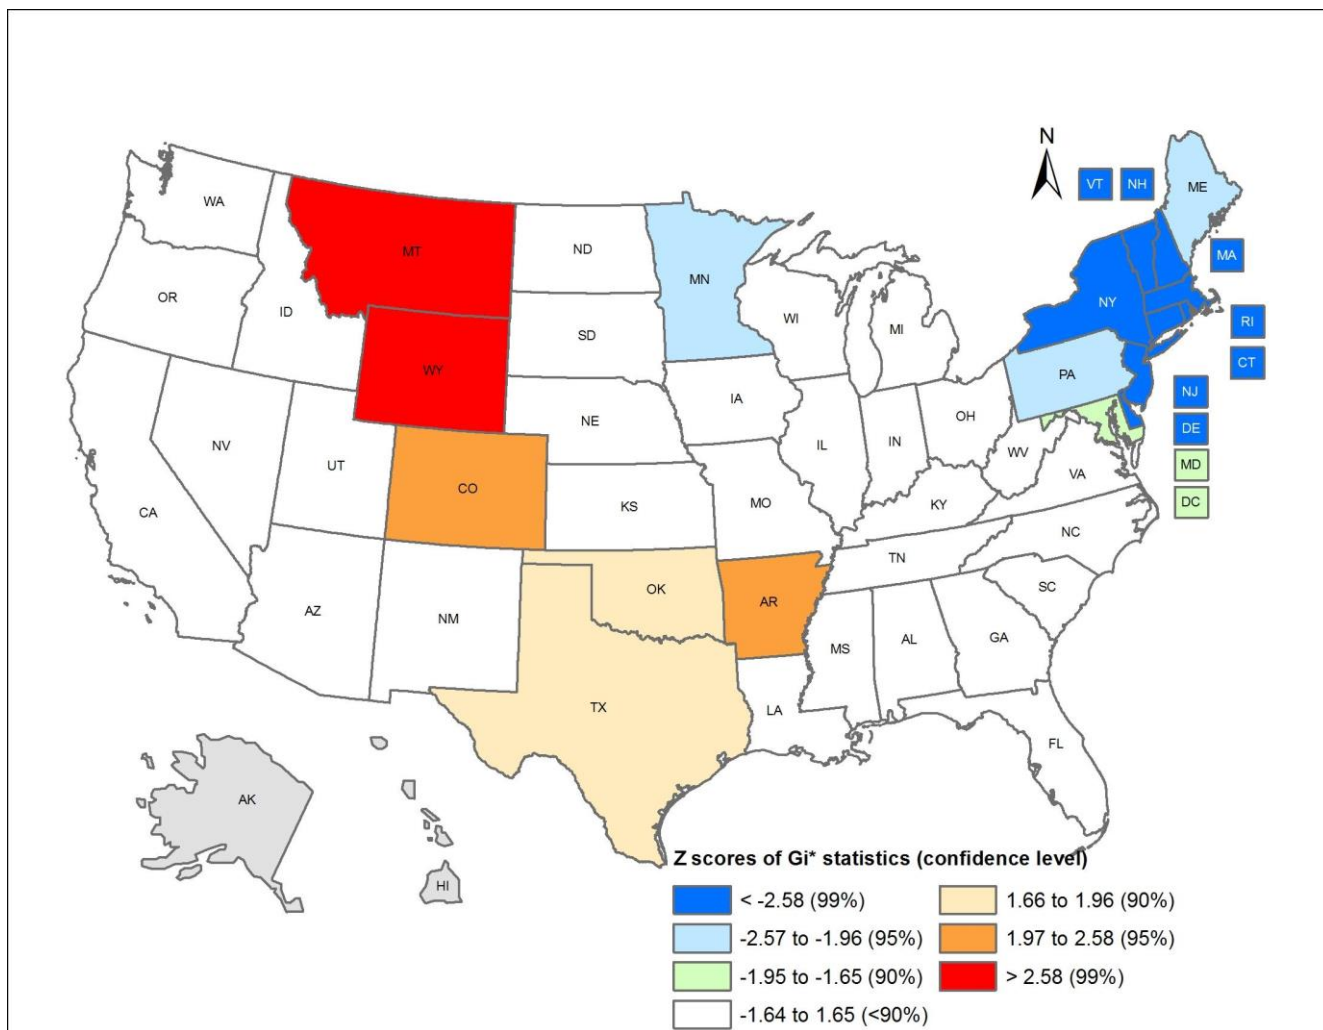 N
VT NH ME
WA
MT ND
MN MA
OR ID NY
SD WI MI RI
WY PA CT
NJ
IA
NE OH DE
NV UT IL IN
CO WV MD
VA
CA KS MO KY DC
NC
TN
AZ OK AR SC
NM
MS AL GA
TX LA
FL
AK
HI
Z scores of Gi* statistics (confidence level)
< -2.58 (99%) 1.66 to 1.96 (90%)
-2.57 to -1.96 (95%) 1.97 to 2.58 (95%)
-1.95 to -1.65 (90%) > 2.58 (99%)
-1.64 to 1.65 (<90%)